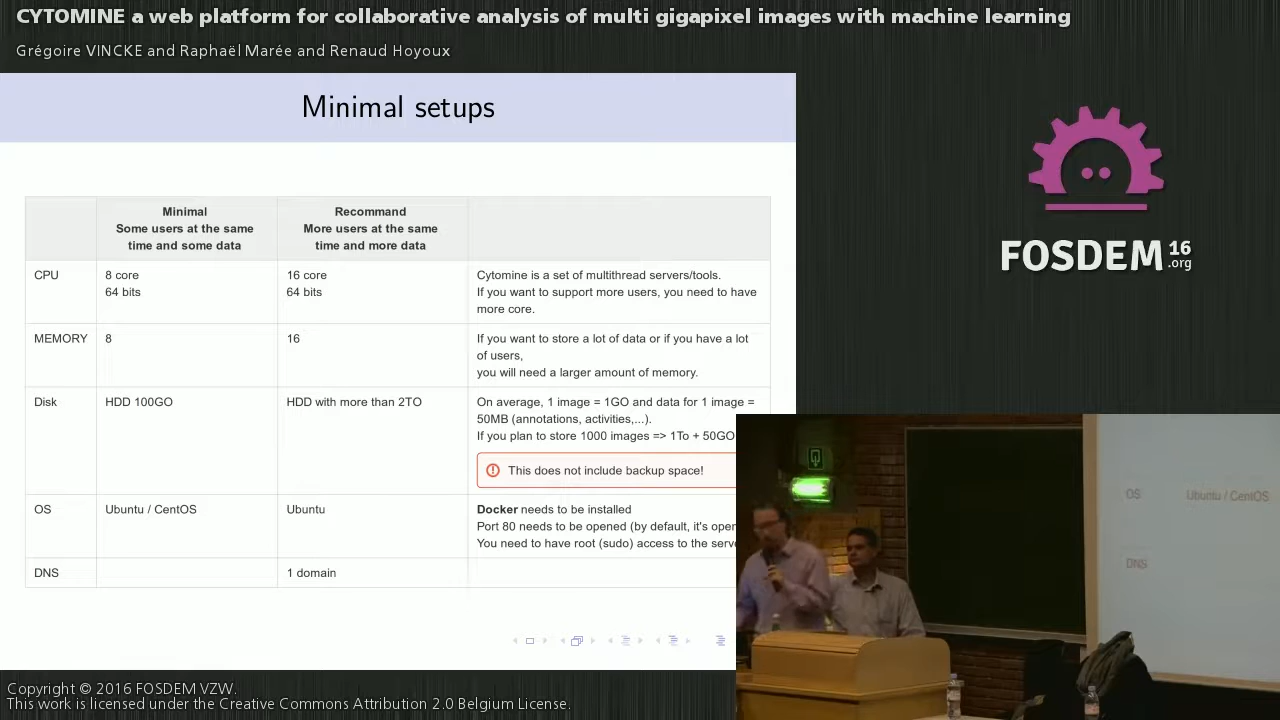 CYTOMINE a web platform for collaborative analysis of multi gigapixel images with machine learning
Grégoire VINCKE and Raphaël Marée and Renaud Hoyoux
Minimal setups
Minimal
Some users at the same
time and some data
Recommand
More users at the same
time and more data
CPU
8 core
64 bits
16 core
64 bits
Cytomine is a set of multithread servers/tools.
If you want to support more users, you need to have
more core.
MEMORY
8
16
If you want to store a lot of data or if you have a lot
of users,
you will need a larger amount of memory.
Disk
HDD 100GO
HDD with more than 2TO
On average, 1 image = 1GO and data for 1 image =
50MB (annotations, activities,...).
If you plan to store 1000 images => 1To + 50GO
This does not include backup space!
OS
Ubuntu / CentOS
Ubuntu
Docker needs to be installed
Port 80 needs to be opened (by default, it's
You need to have root (sudo) access to the
DNS
1 domain
FOSDEM 16
.org
OS
Ubuntu / CentOS
DNS
Copyright © 2016 FOSDEM VZW.
This work is licensed under the Creative Commons Attribution 2.0 Belgium License.